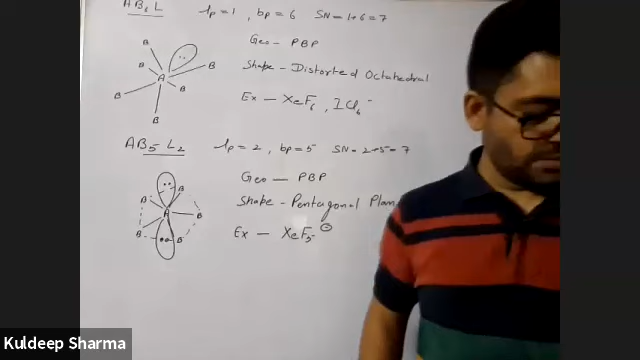 AB6L lp=1, bp=6 SN=1+6=7
Geo - PBP
Shape - Distorted Octahedral
Ex - XeF6, ICl6-
B
B
B
A
B
B
B
AB5L2 lp=2, bp=5 SN=2+5=7
Geo - PBP
Shape - Pentagonal Plan
Ex - XeF5-
B
B
A
B
B
B
Kuldeep Sharma